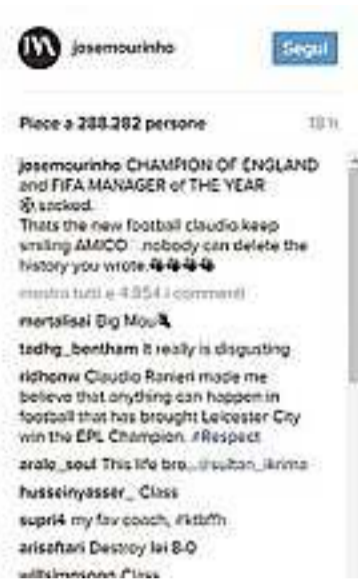 josemourinho
Segui
Piace a 288.282 persone
18 h
josemourinho CHAMPION OF ENGLAND
and FIFA MANAGER of THE YEAR
sacked.
Thats the new football claudio.keep
smiling AMICO nobody can delete the
history you wrote.
mostra tutti e 4.954 i commenti
martalisai Big Mou
tadhg_bentham It really is disgusting
ridhonw Claudio Ranieri made me
believe that anything can happen in
football that has brought Leicester City
win the EPL Champion. #Respect
arale_soul This life bro...@sultan_ikrima
husseinyasser_ Class
supri4 my fav coach, #ktbffh
arisaftari Destroy lei 8-0
Class